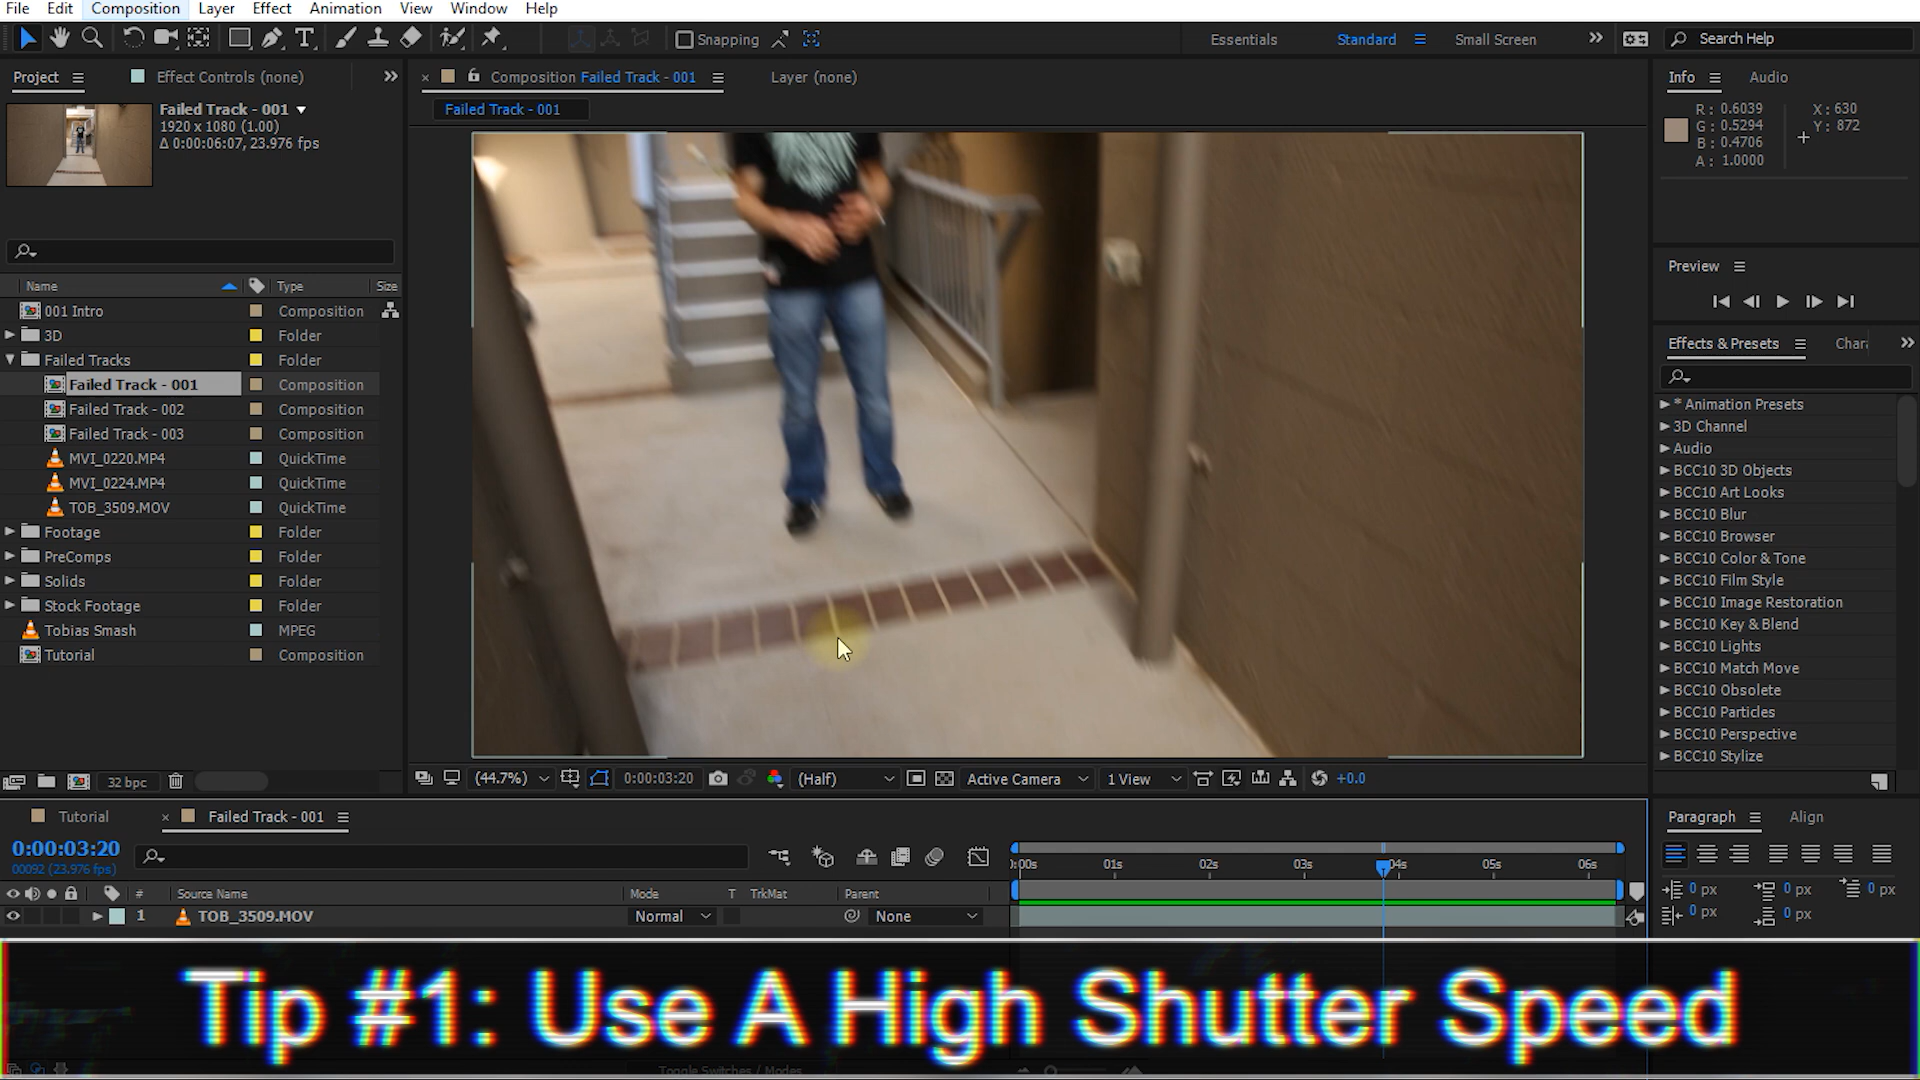 File Edit Composition Layer Effect Animation View Window Help
Snapping Essentials Standard Small Screen Search Help
Project Effect Controls (none)
Composition Failed Track - 001 Layer (none)
Info Audio
Failed Track - 001
1920 x 1080 (1.00)
Δ 0:00:06:07, 23.976 fps
Failed Track - 001
R : 0.6039
G : 0.5294
B : 0.4706
A : 1.0000
X : 630
Y : 872
Preview
Name Type Size
001 Intro Composition
3D Folder
Failed Tracks Folder
Failed Track - 001 Composition
Failed Track - 002 Composition
Failed Track - 003 Composition
MVI_0220.MP4 QuickTime
MVI_0224.MP4 QuickTime
TOB_3509.MOV QuickTime
Footage Folder
PreComps Folder
Solids Folder
Stock Footage Folder
Tobias Smash MPEG
Tutorial Composition
Effects & Presets
* Animation Presets
3D Channel
Audio
BCC10 3D Objects
BCC10 Art Looks
BCC10 Blur
BCC10 Browser
BCC10 Color & Tone
BCC10 Film Style
BCC10 Image Restoration
BCC10 Key & Blend
BCC10 Lights
BCC10 Match Move
BCC10 Obsolete
BCC10 Particles
BCC10 Perspective
BCC10 Stylize
32 bpc
(44.7%) 0:00:03:20 (Half) Active Camera 1 View +0.0
Tutorial Failed Track - 001
Paragraph Align
0:00:03:20
00092 (23.976 fps)
01s 02s 03s 04s 05s 06s
# Source Name Mode T TrkMat Parent
0 px 0 px 0 px
0 px 0 px
1 TOB_3509.MOV Normal None
Tip #1: Use A High Shutter Speed
Toggle Switches / Modes